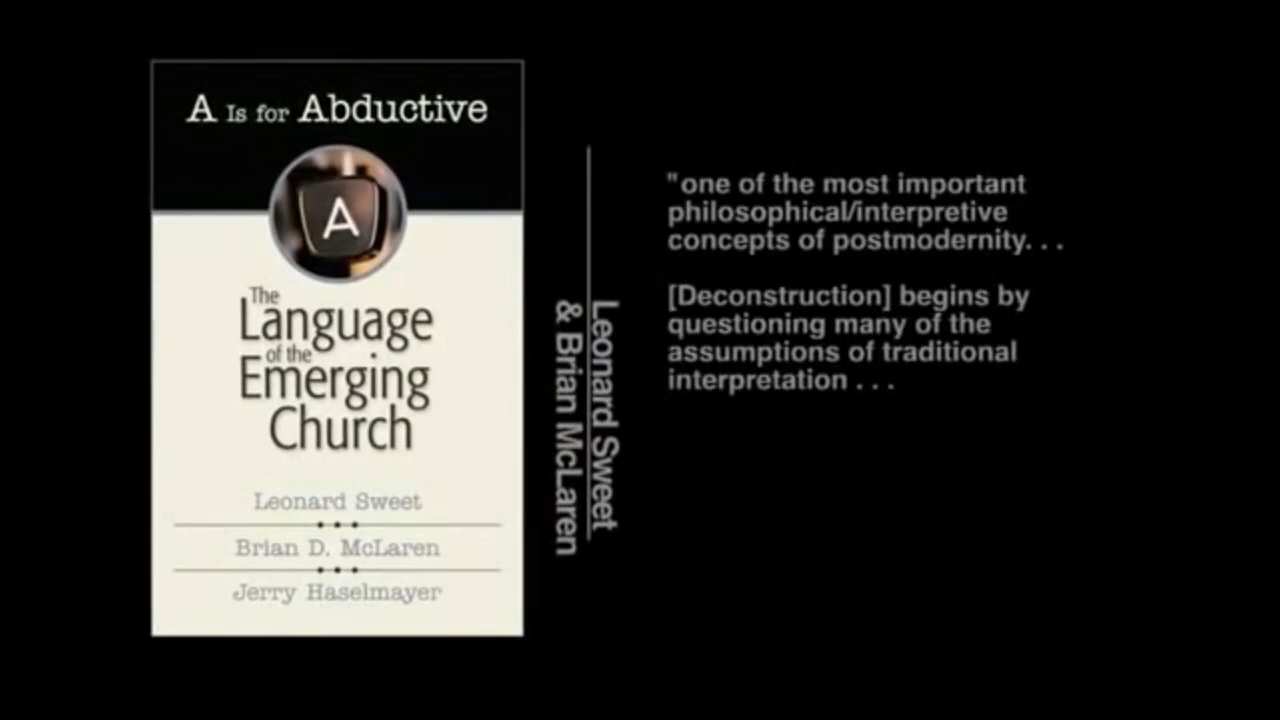 A Is for Abductive
A
The
Language
of the
Emerging
Church
Leonard Sweet
Brian D. McLaren
Jerry Haselmayer
Leonard Sweet
& Brian McLaren
"one of the most important
philosophical/interpretive
concepts of postmodernity. . .
[Deconstruction] begins by
questioning many of the
assumptions of traditional
interpretation . . .